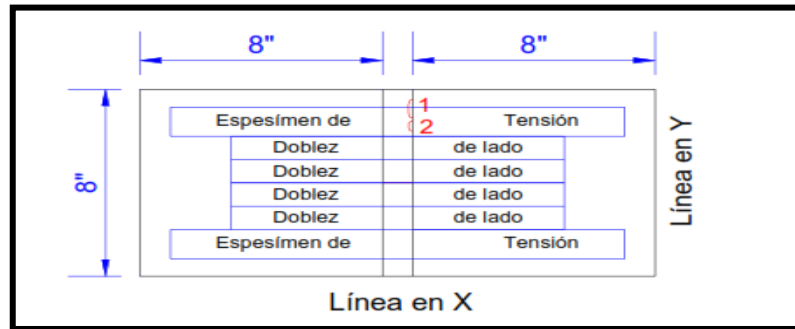 8" 8"
1
Espesímen de Tensión
2
Doblez de lado
Doblez de lado
Doblez de lado
Doblez de lado
Espesímen de Tensión
8"
Línea en Y
Línea en X